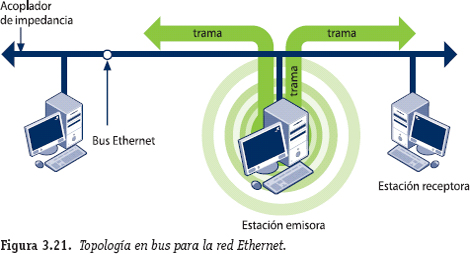 Acoplador
de impedancia
trama
trama
trama
Bus Ethernet
Estación receptora
Estación emisora
Figura 3.21. Topología en bus para la red Ethernet.